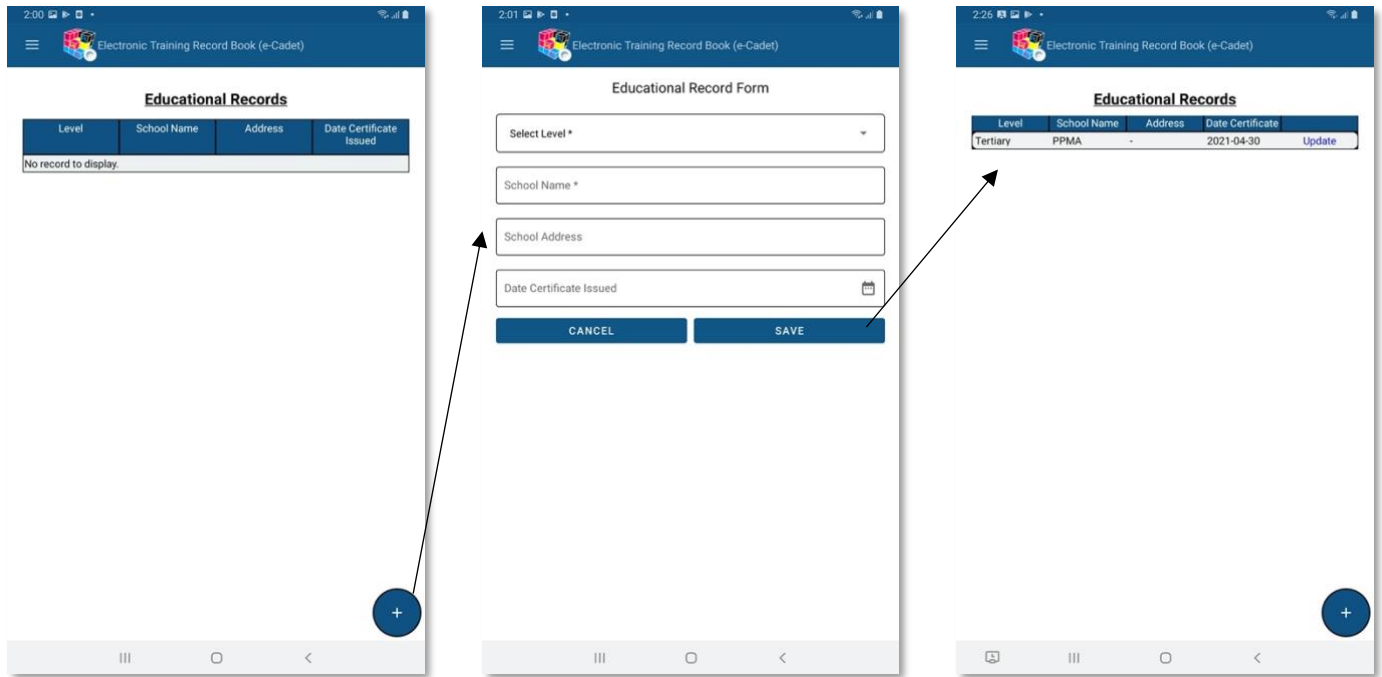 2:00
Electronic Training Record Book (e-Cadet)
Educational Records
Level School Name Address Date Certificate Issued
No record to display.
+
2:01
Electronic Training Record Book (e-Cadet)
Educational Record Form
Select Level *
School Name *
School Address
Date Certificate Issued
CANCEL SAVE
2:26
Electronic Training Record Book (e-Cadet)
Educational Records
Level School Name Address Date Certificate
Tertiary PPMA - 2021-04-30 Update
+